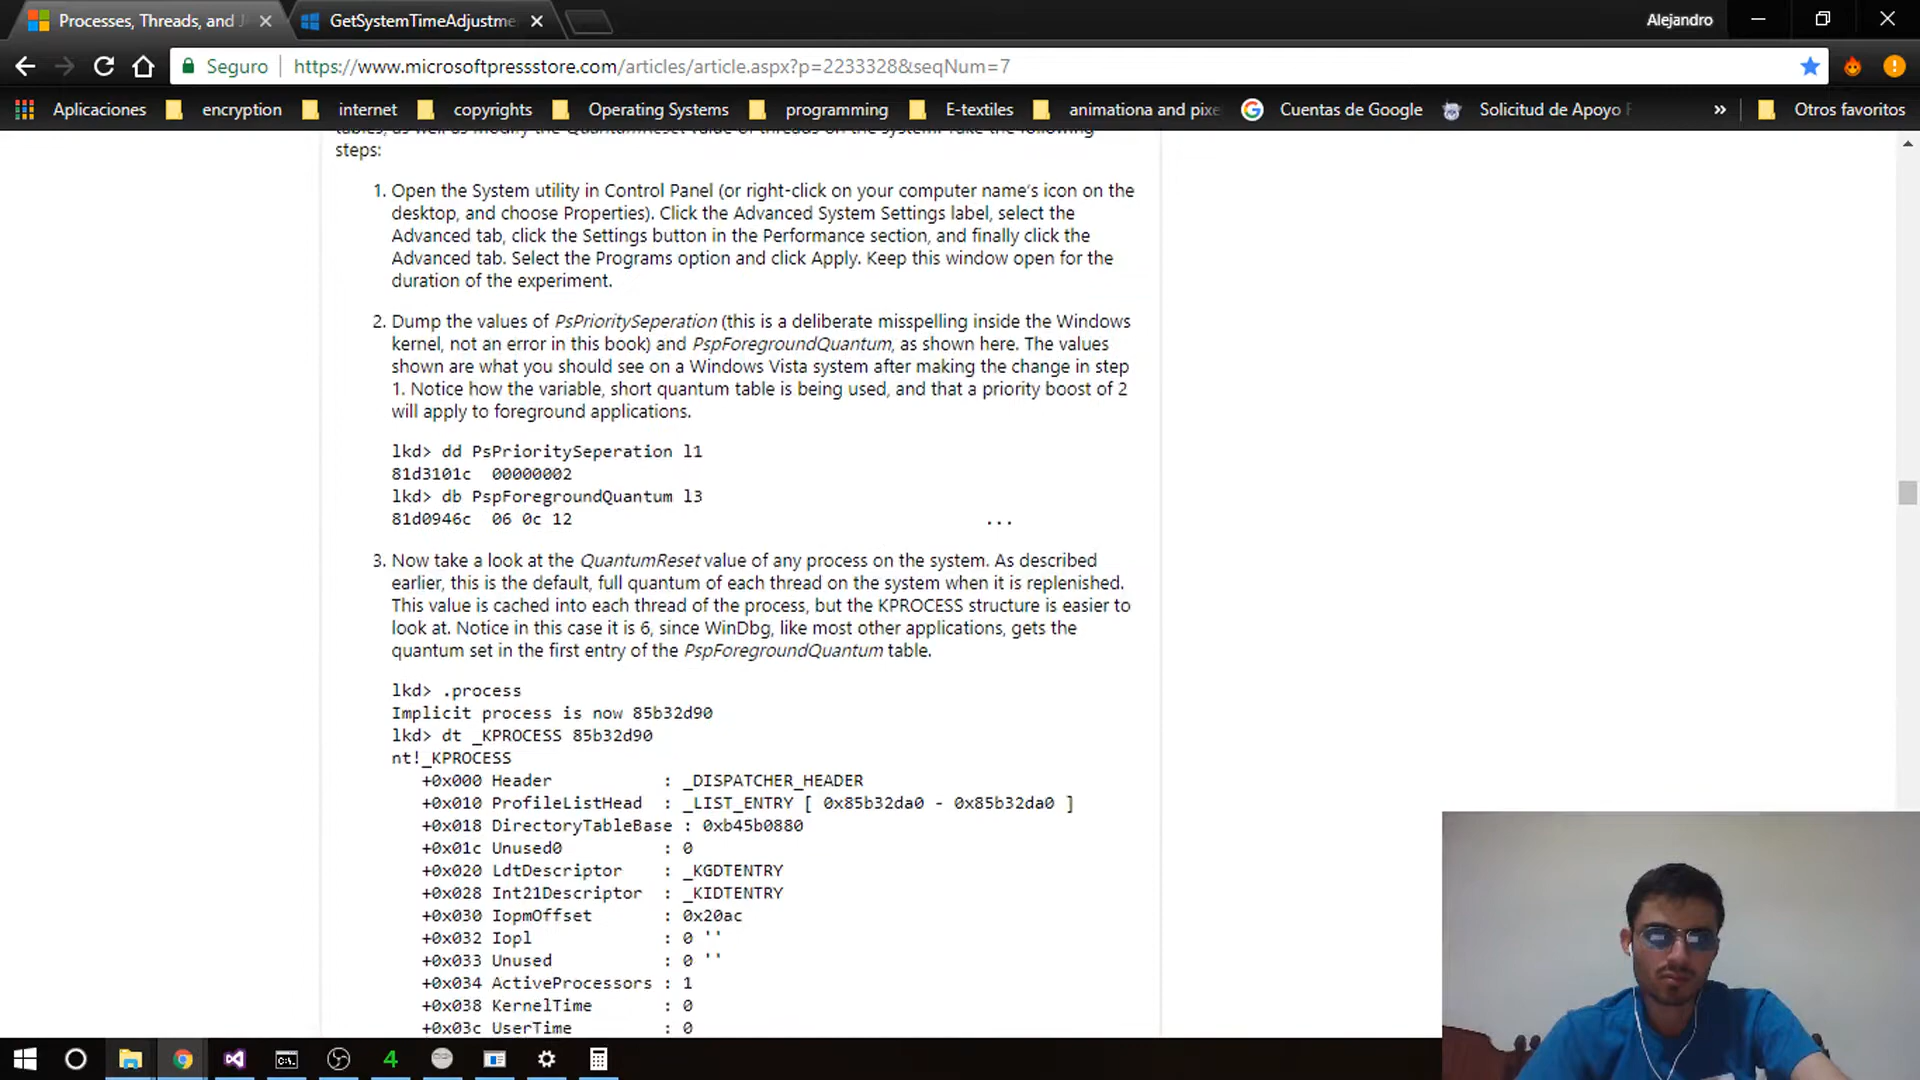 Processes, Threads, and J
GetSystemTimeAdjustme
Alejandro
Seguro
https://www.microsoftpressstore.com/articles/article.aspx?p=2233328&seqNum=7
Aplicaciones
encryption
internet
copyrights
Operating Systems
programming
E-textiles
animationa and pixe
Cuentas de Google
Solicitud de Apoyo
»
Otros favoritos
tables, as well as modify the QuantumReset value of threads on the system. Take the following
steps:
1. Open the System utility in Control Panel (or right-click on your computer name's icon on the
desktop, and choose Properties). Click the Advanced System Settings label, select the
Advanced tab, click the Settings button in the Performance section, and finally click the
Advanced tab. Select the Programs option and click Apply. Keep this window open for the
duration of the experiment.
2. Dump the values of PsPrioritySeperation (this is a deliberate misspelling inside the Windows
kernel, not an error in this book) and PspForegroundQuantum, as shown here. The values
shown are what you should see on a Windows Vista system after making the change in step
1. Notice how the variable, short quantum table is being used, and that a priority boost of 2
will apply to foreground applications.
lkd> dd PsPrioritySeperation l1
81d3101c 00000002
lkd> db PspForegroundQuantum l3
81d0946c 06 0c 12 ...
3. Now take a look at the QuantumReset value of any process on the system. As described
earlier, this is the default, full quantum of each thread on the system when it is replenished.
This value is cached into each thread of the process, but the KPROCESS structure is easier to
look at. Notice in this case it is 6, since WinDbg, like most other applications, gets the
quantum set in the first entry of the PspForegroundQuantum table.
lkd> .process
Implicit process is now 85b32d90
lkd> dt _KPROCESS 85b32d90
nt!_KPROCESS
+0x000 Header : _DISPATCHER_HEADER
+0x010 ProfileListHead : _LIST_ENTRY [ 0x85b32da0 - 0x85b32da0 ]
+0x018 DirectoryTableBase : 0xb45b0880
+0x01c Unused0 : 0
+0x020 LdtDescriptor : _KGDTENTRY
+0x028 Int21Descriptor : _KIDTENTRY
+0x030 IopmOffset : 0x20ac
+0x032 Iopl : 0 ''
+0x033 Unused : 0 ''
+0x034 ActiveProcessors : 1
+0x038 KernelTime : 0
+0x03c UserTime : 0
4